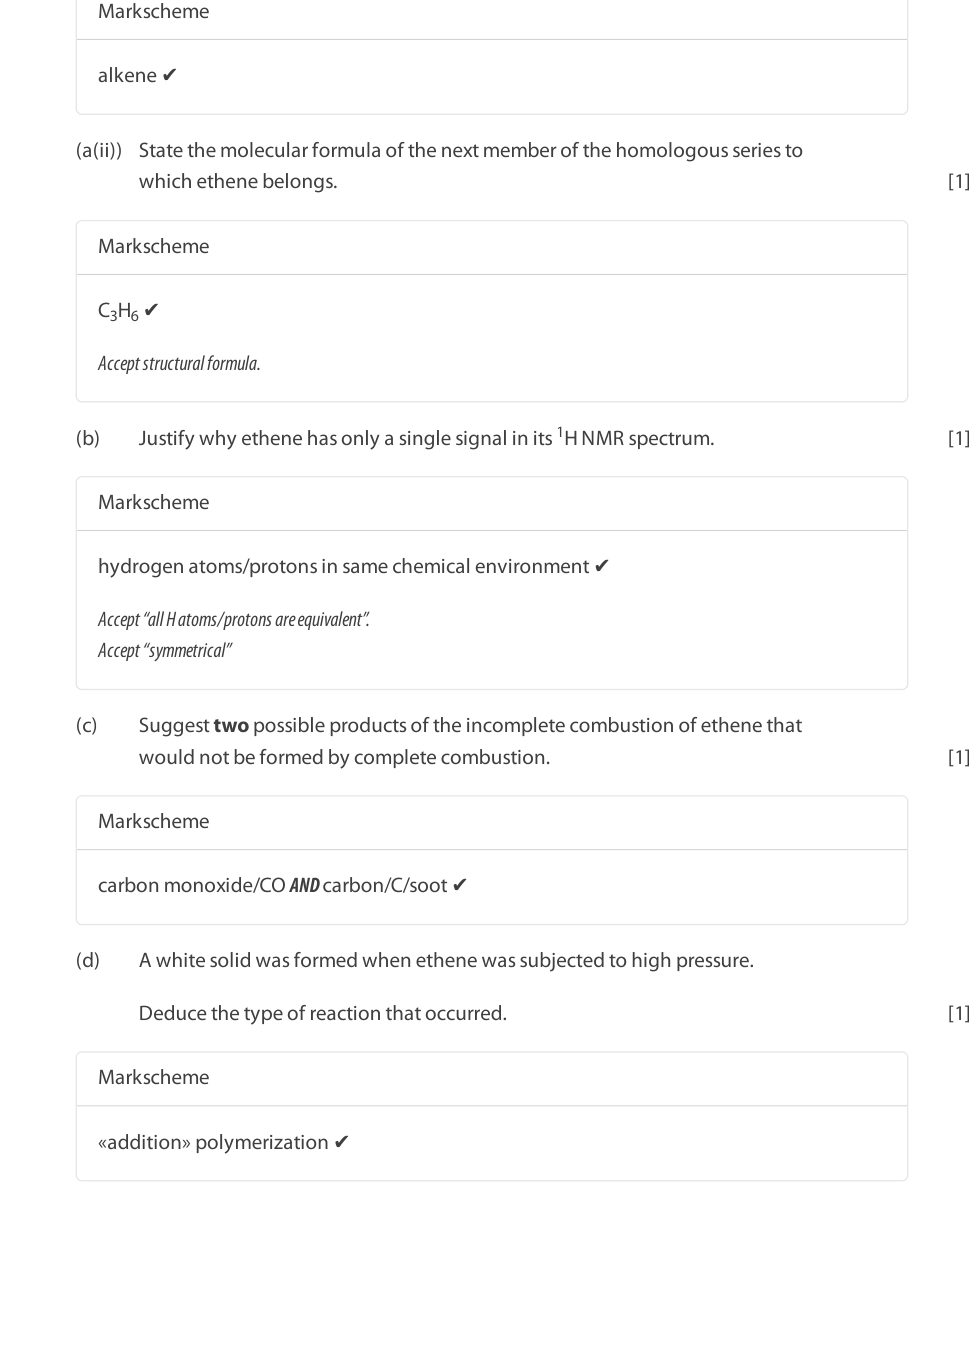 Markscheme
alkene ✔
(a(ii)) State the molecular formula of the next member of the homologous series to
which ethene belongs. [1]
Markscheme
C₃H₆ ✔
Accept structural formula.
(b) Justify why ethene has only a single signal in its ¹H NMR spectrum. [1]
Markscheme
hydrogen atoms/protons in same chemical environment ✔
Accept “all H atoms/protons are equivalent”.
Accept “symmetrical”
(c) Suggest two possible products of the incomplete combustion of ethene that
would not be formed by complete combustion. [1]
Markscheme
carbon monoxide/CO AND carbon/C/soot ✔
(d) A white solid was formed when ethene was subjected to high pressure.
Deduce the type of reaction that occurred. [1]
Markscheme
«addition» polymerization ✔